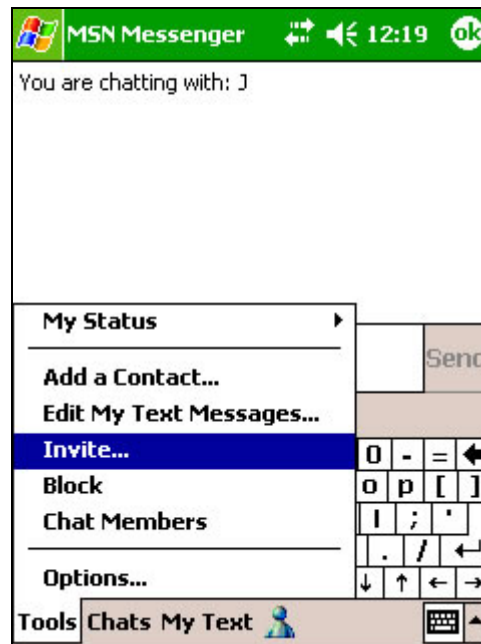 MSN Messenger 12:19 ok
You are chatting with: J
My Status
Send
Add a Contact...
Edit My Text Messages...
Invite...
0 - =
Block
o p [ ]
Chat Members
l ; '
. /
Options...
Tools Chats My Text